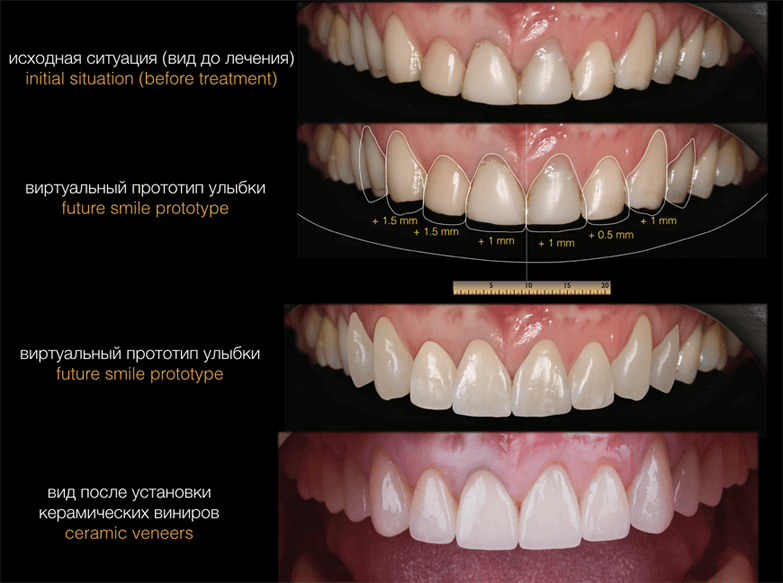 исходная ситуация (вид до лечения)
initial situation (before treatment)
виртуальный прототип улыбки
future smile prototype
+ 1.5 mm
+ 1.5 mm
+ 1 mm
+ 1 mm
+ 0.5 mm
+ 1 mm
5 10 15 20
виртуальный прототип улыбки
future smile prototype
вид после установки
керамических виниров
ceramic veneers